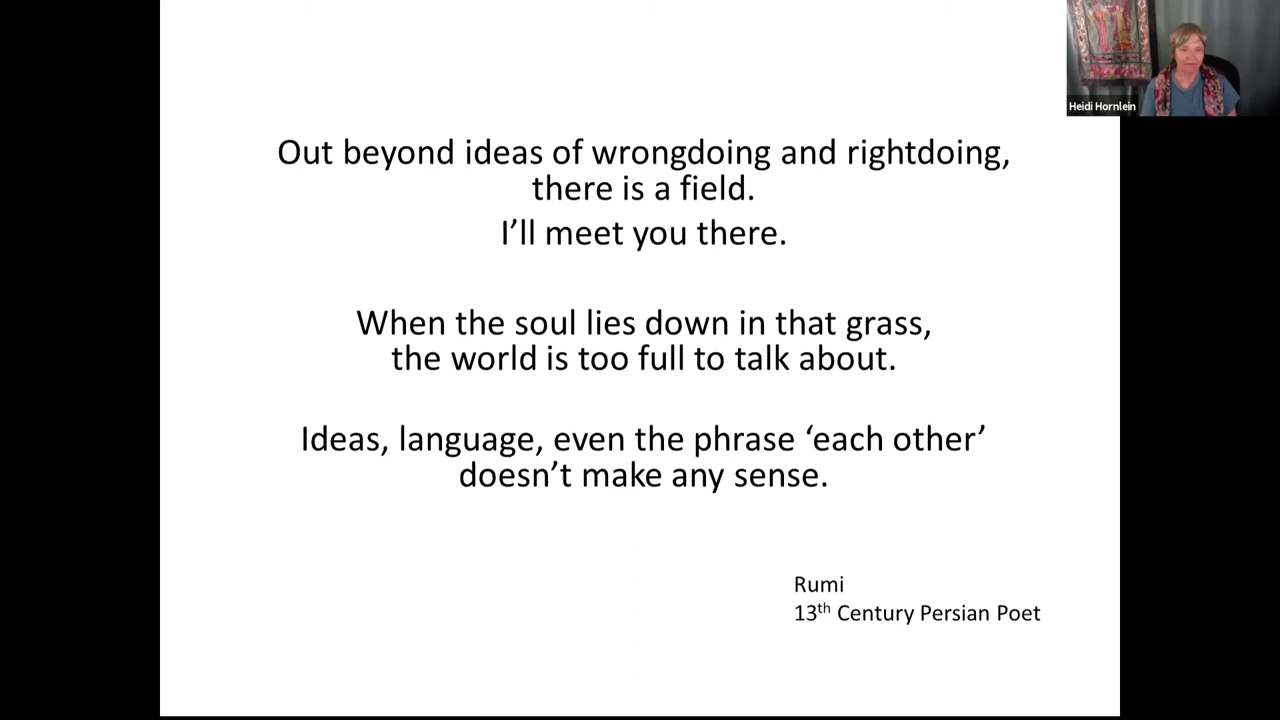 Heidi Hornlein
Out beyond ideas of wrongdoing and rightdoing,
there is a field.
I’ll meet you there.
When the soul lies down in that grass,
the world is too full to talk about.
Ideas, language, even the phrase ‘each other’
doesn’t make any sense.
Rumi
13th Century Persian Poet